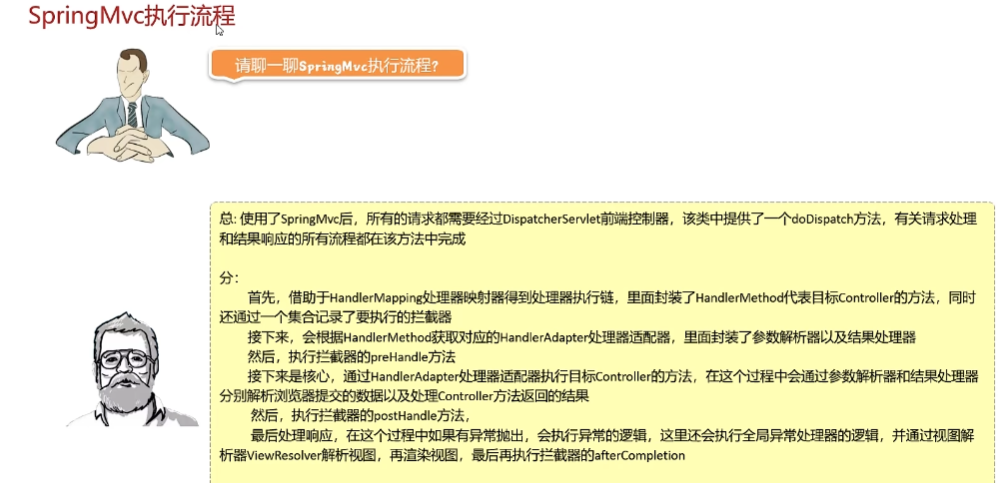 SpringMvc执行流程
请聊一聊SpringMvc执行流程?
总: 使用了SpringMvc后，所有的请求都需要经过DispatcherServlet前端控制器，该类中提供了一个doDispatch方法，有关请求处理
和结果响应的所有流程都在该方法中完成
分：
首先，借助于HandlerMapping处理器映射器得到处理器执行链，里面封装了HandlerMethod代表目标Controller的方法，同时
还通过一个集合记录了要执行的拦截器
接下来，会根据HandlerMethod获取对应的HandlerAdapter处理器适配器，里面封装了参数解析器以及结果处理器
然后，执行拦截器的preHandle方法
接下来是核心，通过HandlerAdapter处理器适配器执行目标Controller的方法，在这个过程中会通过参数解析器和结果处理器
分别解析浏览器提交的数据以及处理Controller方法返回的结果
然后，执行拦截器的postHandle方法，
最后处理响应，在这个过程中如果有异常抛出，会执行异常的逻辑，这里还会执行全局异常处理器的逻辑，并通过视图解
析器ViewResolver解析视图，再渲染视图，最后再执行拦截器的afterCompletion